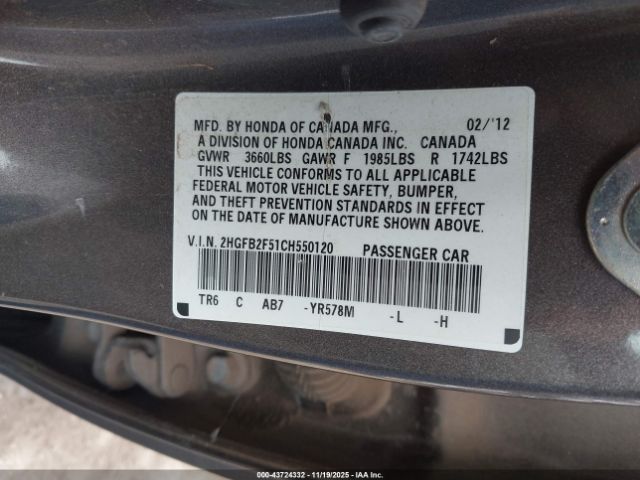 MFD. BY HONDA OF CANADA MFG., 02/'12
A DIVISION OF HONDA CANADA INC. CANADA
GVWR 3660LBS GAWR F 1985LBS R 1742LBS
THIS VEHICLE CONFORMS TO ALL APPLICABLE
FEDERAL MOTOR VEHICLE SAFETY, BUMPER,
AND THEFT PREVENTION STANDARDS IN EFFECT
ON THE DATE OF MANUFACTURE SHOWN ABOVE.
V.I.N. 2HGFB2F51CH550120 PASSENGER CAR
TR6 C AB7 -YR578M -L -H
©00-43724332 — 11/19/2025 — IAA Inc.